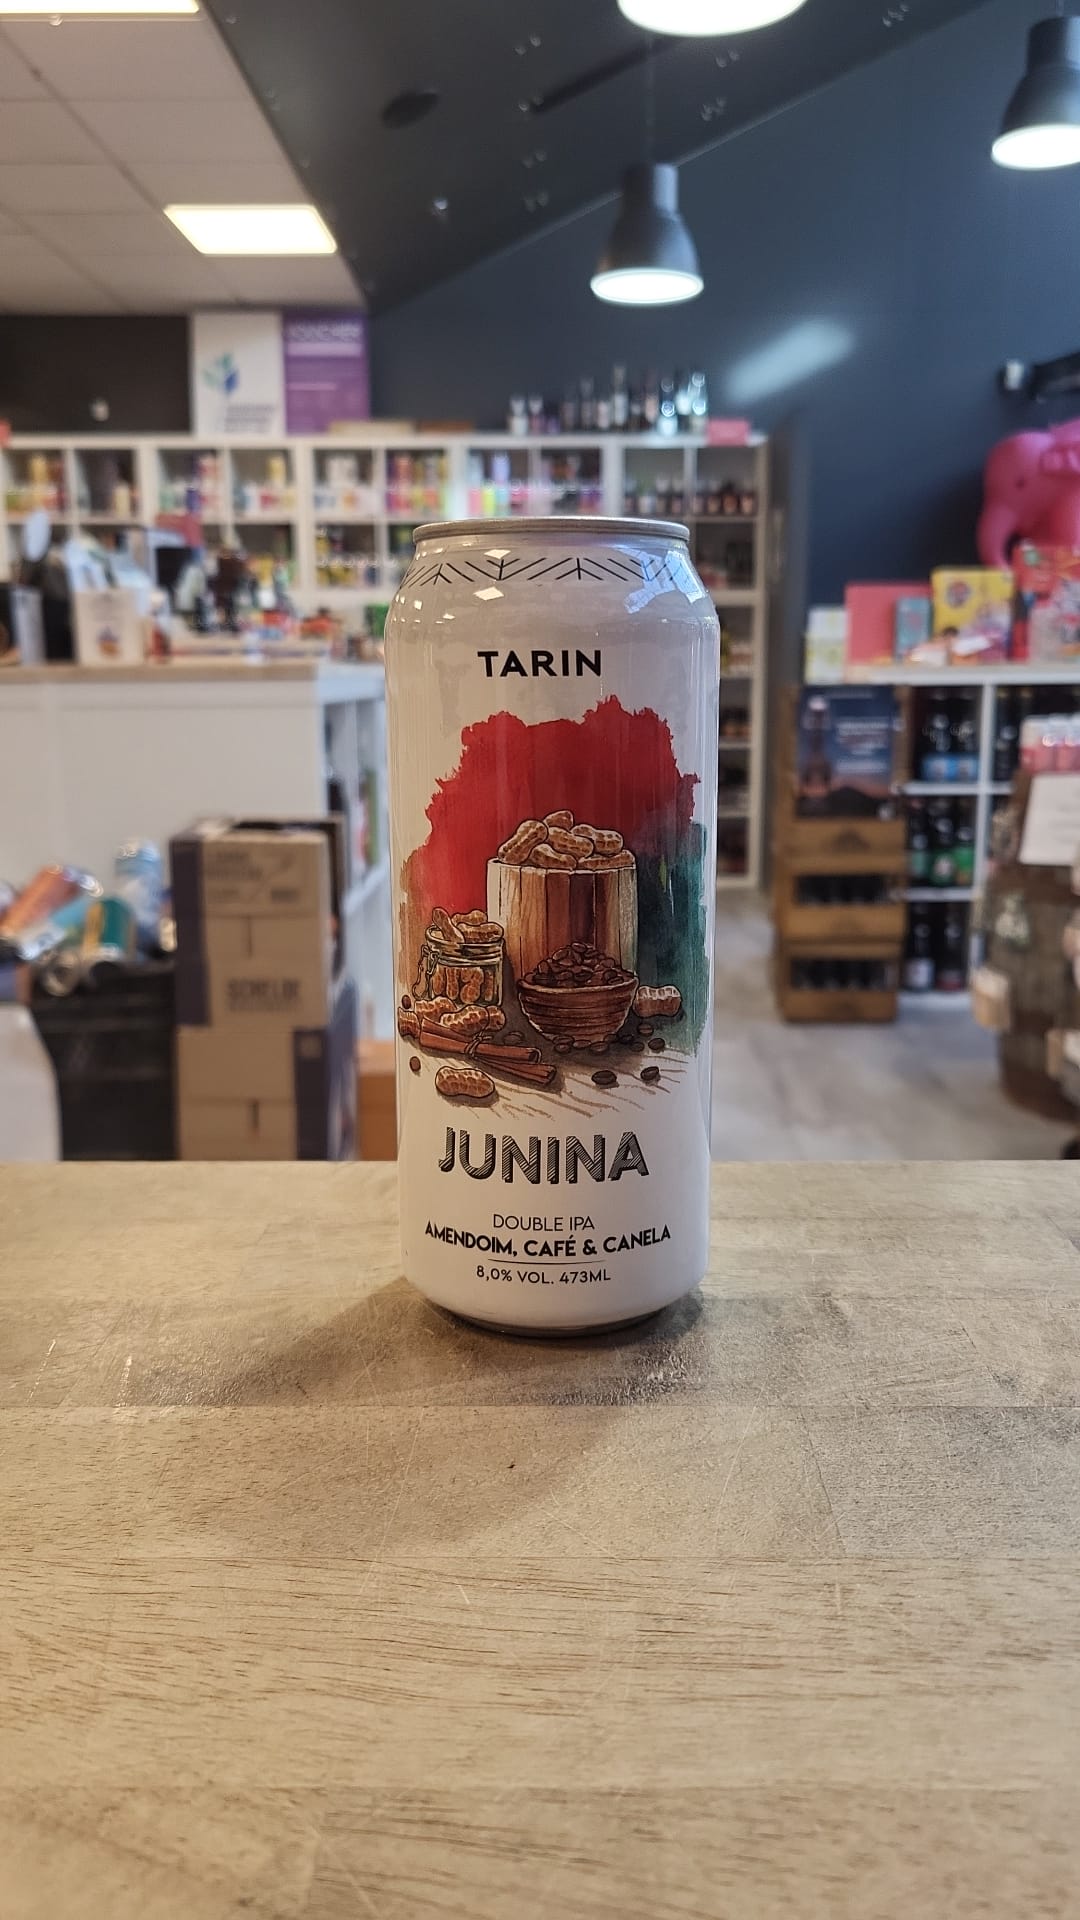 TARIN
JUNINA
DOUBLE IPA
AMENDOIM, CAFÉ & CANELA
8,0% VOL. 473ML